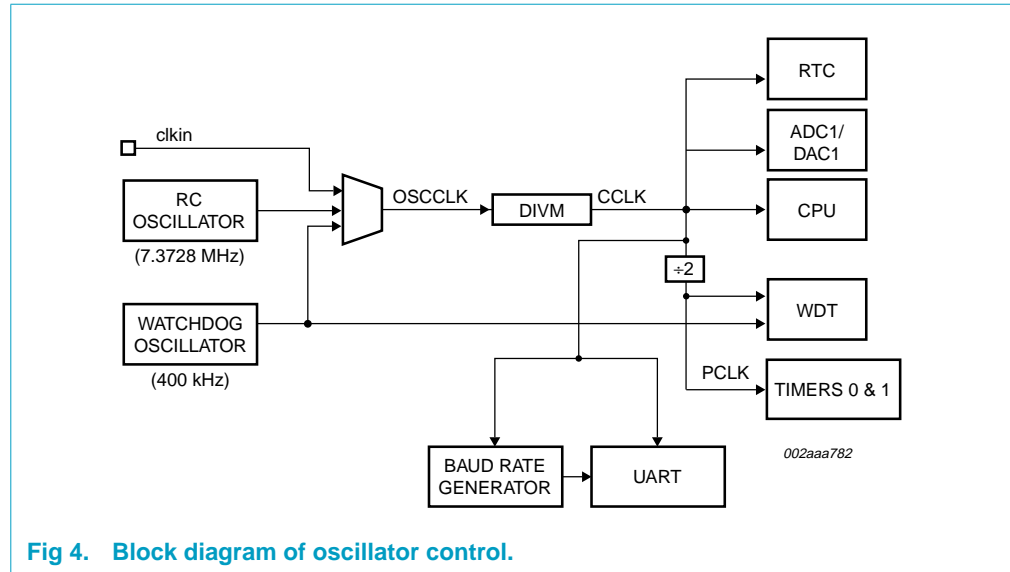 RTC
clkin
ADC1/
DAC1
RC
OSCILLATOR
OSCCLK
DIVM
CCLK
CPU
(7.3728 MHz)
÷2
WATCHDOG
OSCILLATOR
WDT
(400 kHz)
PCLK
TIMERS 0 & 1
BAUD RATE
GENERATOR
UART
002aaa782
Fig 4. Block diagram of oscillator control.